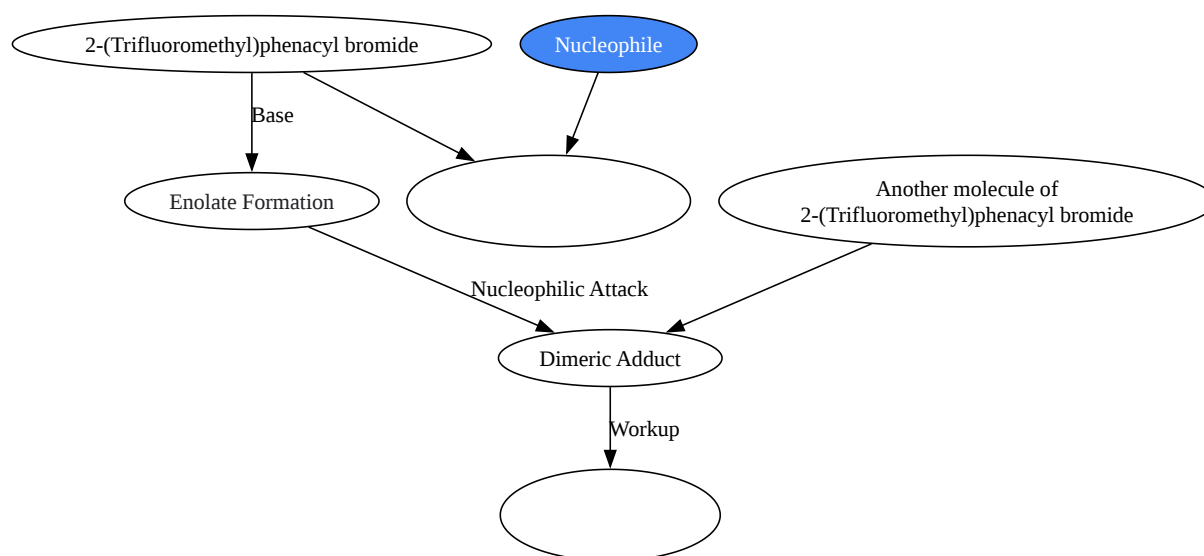 2-(Trifluoromethyl)phenacyl bromide
Nucleophile
Base
Enolate Formation
Another molecule of
2-(Trifluoromethyl)phenacyl bromide
Nucleophilic Attack
Dimeric Adduct
Workup